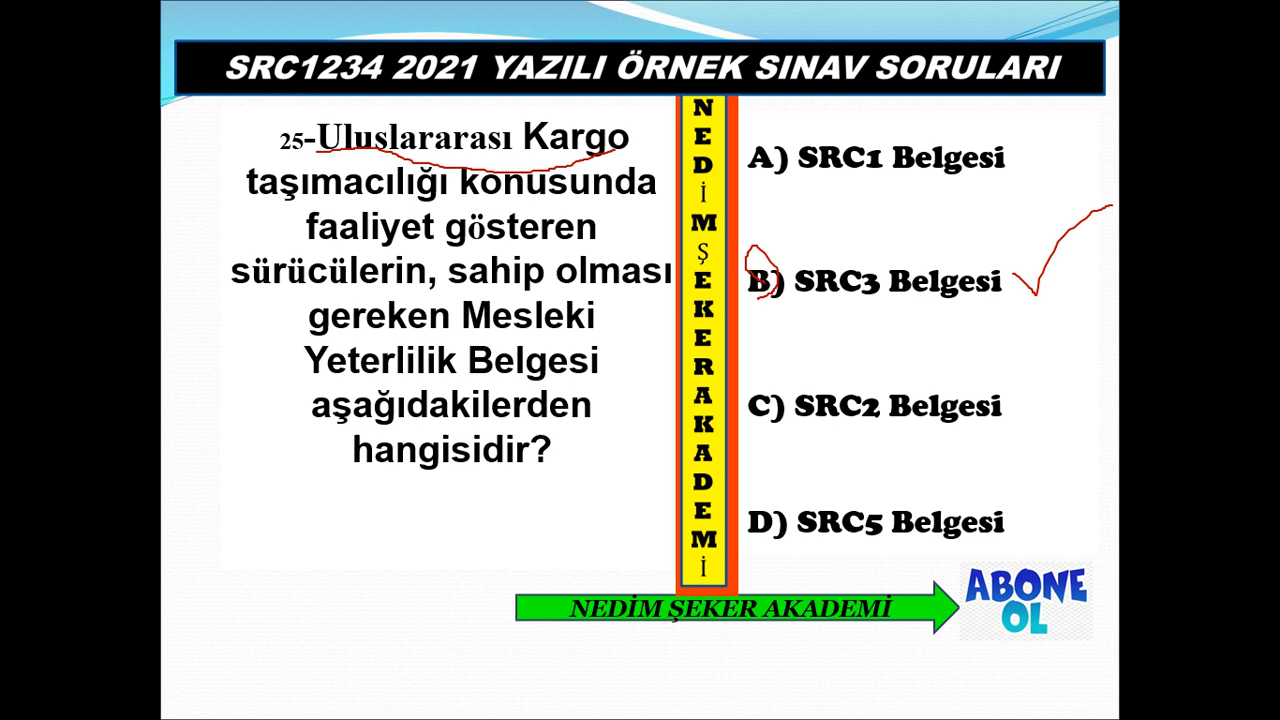 SRC1234 2021 YAZILI ÖRNEK SINAV SORULARI
25-Uluslararası Kargo
taşımacılığı konusunda
faaliyet gösteren
sürücülerin, sahip olması
gereken Mesleki
Yeterlilik Belgesi
aşağıdakilerden
hangisidir?
NEDİM ŞEKER AKADEMİ
A) SRC1 Belgesi
B) SRC3 Belgesi
C) SRC2 Belgesi
D) SRC5 Belgesi
NEDİM ŞEKER AKADEMİ
ABONE
OL